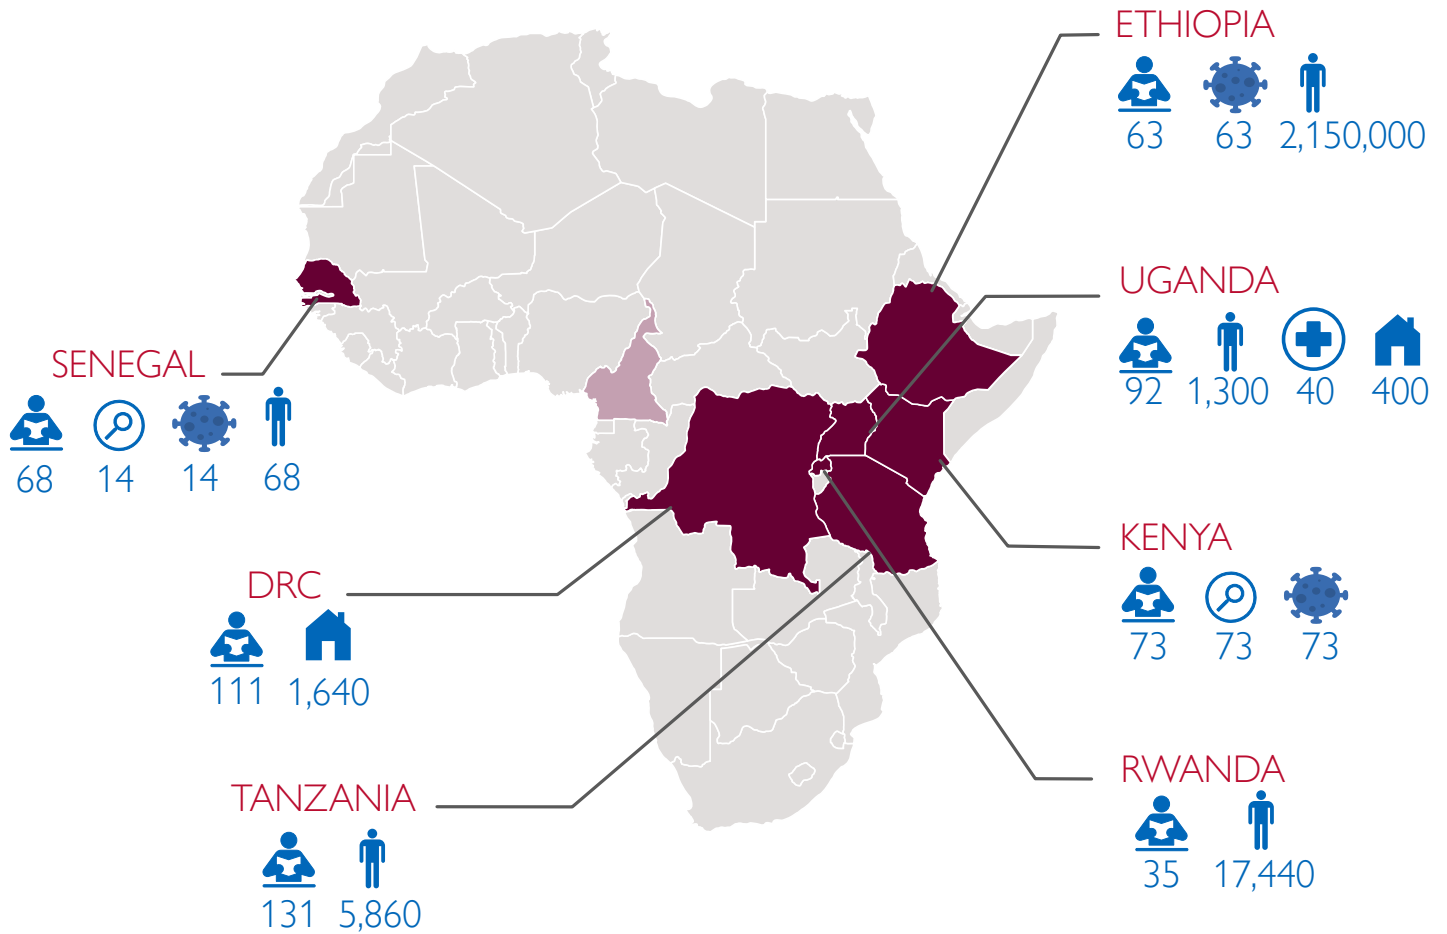 ETHIOPIA
63 63 2,150,000
UGANDA
92 1,300 40 400
SENEGAL
68 14 14 68
KENYA
73 73 73
DRC
111 1,640
RWANDA
35 17,440
TANZANIA
131 5,860